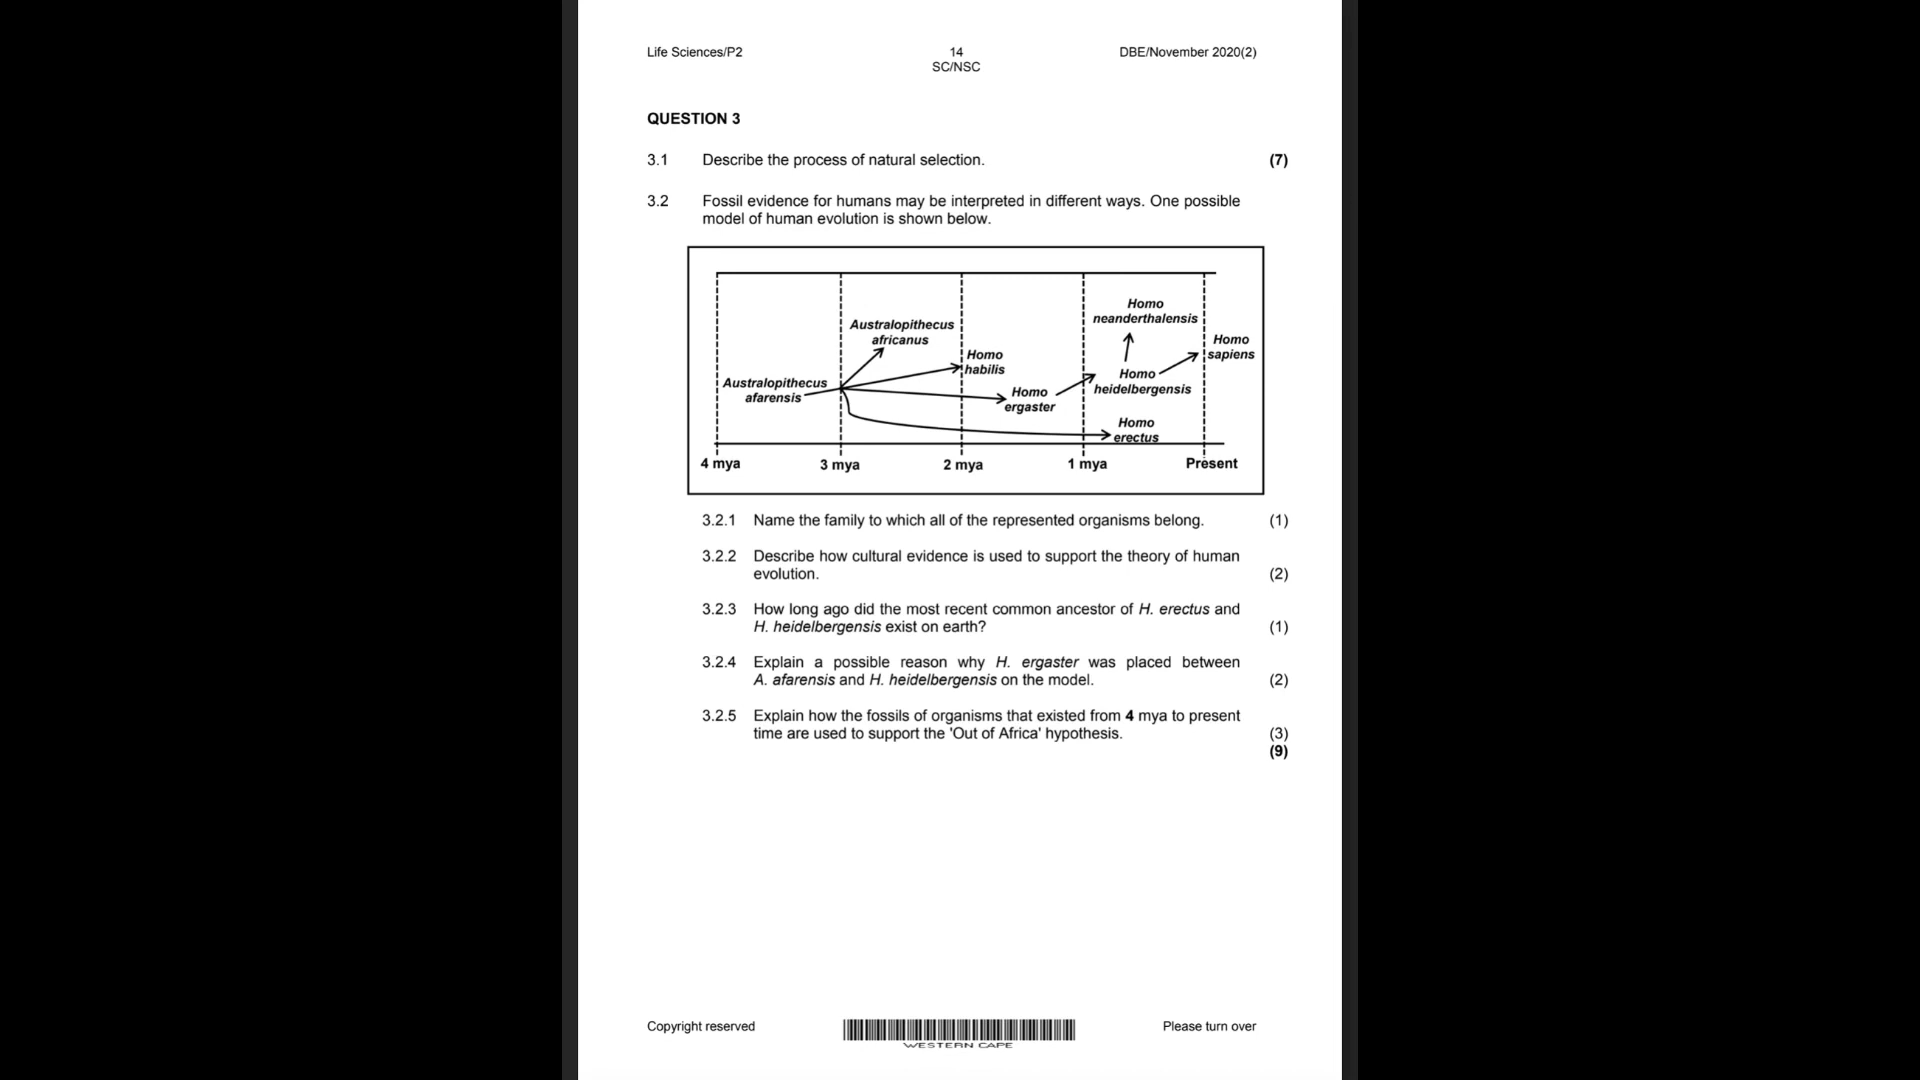 Life Sciences/P2
14
DBE/November 2020(2)
SC/NSC
QUESTION 3
3.1 Describe the process of natural selection. (7)
3.2 Fossil evidence for humans may be interpreted in different ways. One possible
model of human evolution is shown below.
Homo
neanderthalensis
Australopithecus
africanus
Homo
sapiens
Homo
habilis
Australopithecus
afarensis
Homo
heidelbergensis
Homo
ergaster
Homo
erectus
4 mya
3 mya
2 mya
1 mya
Present
3.2.1 Name the family to which all of the represented organisms belong. (1)
3.2.2 Describe how cultural evidence is used to support the theory of human
evolution. (2)
3.2.3 How long ago did the most recent common ancestor of H. erectus and
H. heidelbergensis exist on earth? (1)
3.2.4 Explain a possible reason why H. ergaster was placed between
A. afarensis and H. heidelbergensis on the model. (2)
3.2.5 Explain how the fossils of organisms that existed from 4 mya to present
time are used to support the 'Out of Africa' hypothesis. (3)
(9)
Copyright reserved
WESTERN CAPE
Please turn over